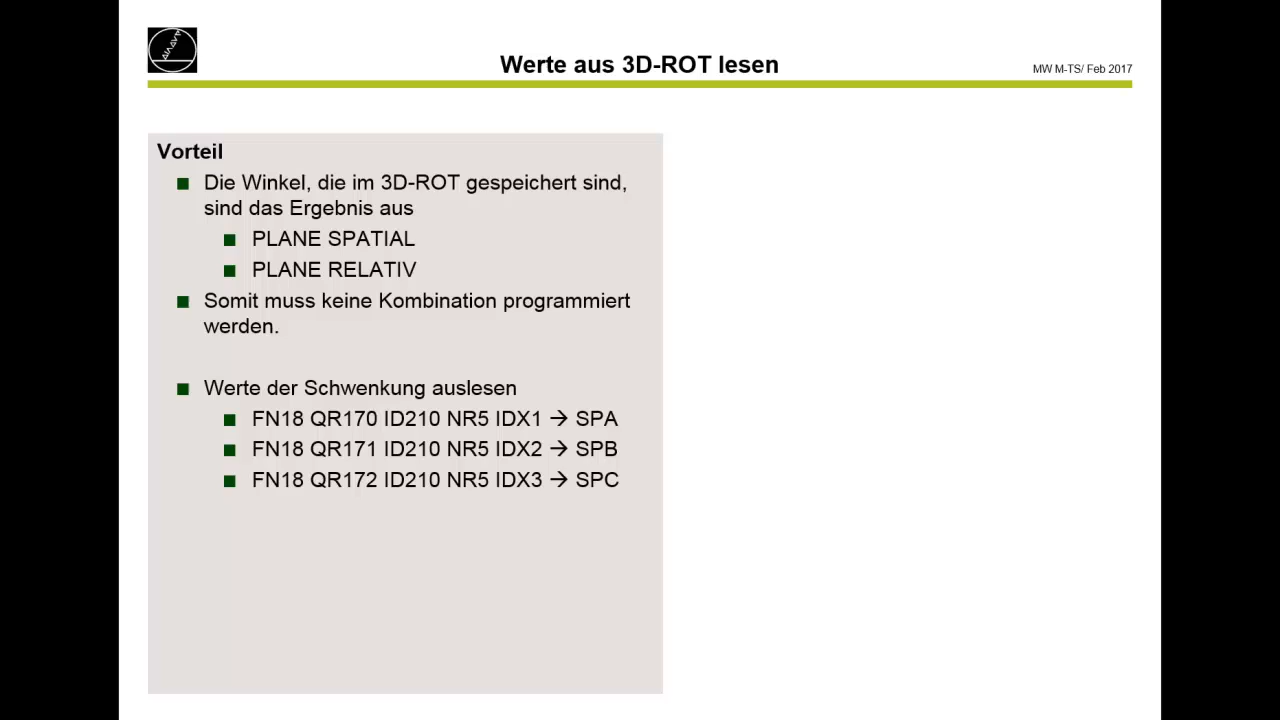 Werte aus 3D-ROT lesen
MW M-TS/ Feb 2017
Vorteil
Die Winkel, die im 3D-ROT gespeichert sind,
sind das Ergebnis aus
PLANE SPATIAL
PLANE RELATIV
Somit muss keine Kombination programmiert
werden.
Werte der Schwenkung auslesen
FN18 QR170 ID210 NR5 IDX1 → SPA
FN18 QR171 ID210 NR5 IDX2 → SPB
FN18 QR172 ID210 NR5 IDX3 → SPC